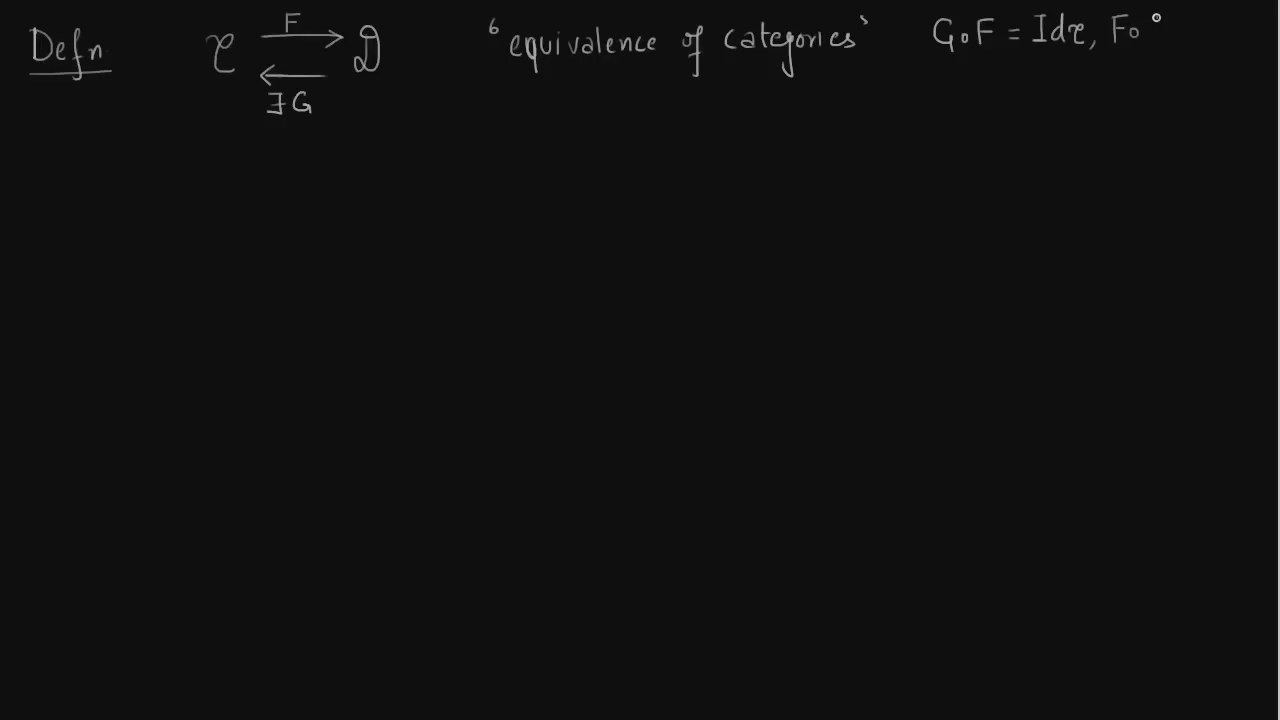 Defn 𝒞 F→ 𝒟 ‘equivalence of categories’ G∘F = Id𝒞, F∘
← ∃G